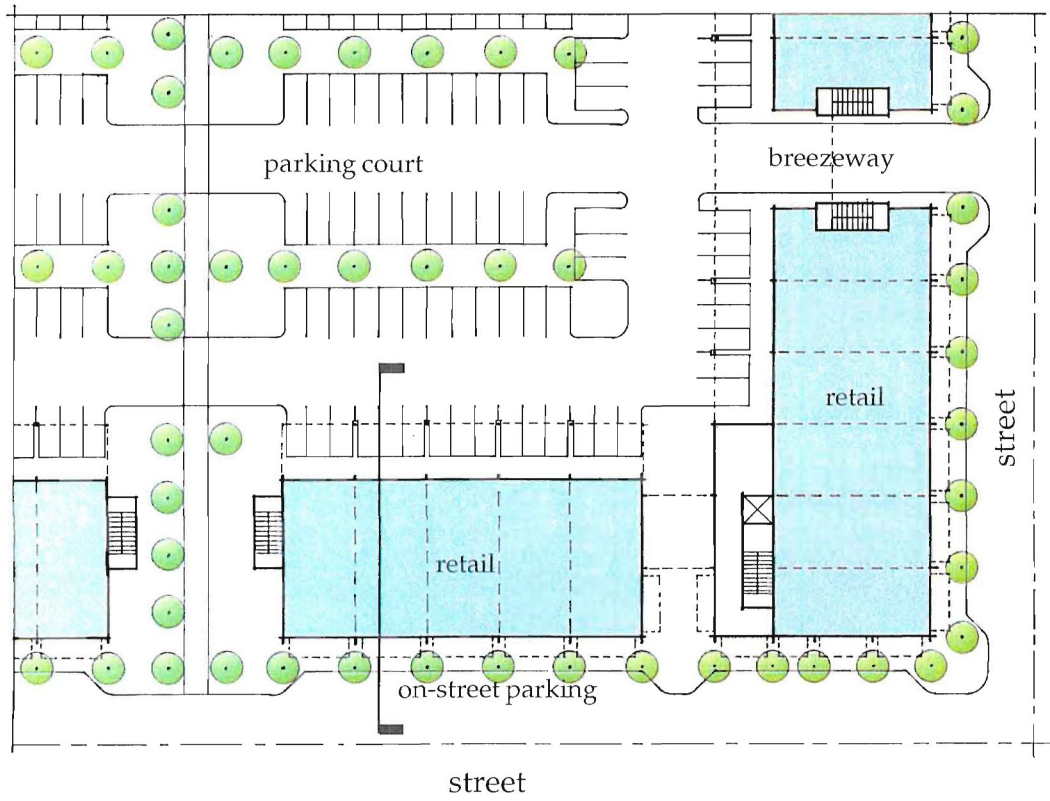 parking court
breezeway
retail
street
retail
on-street parking
street